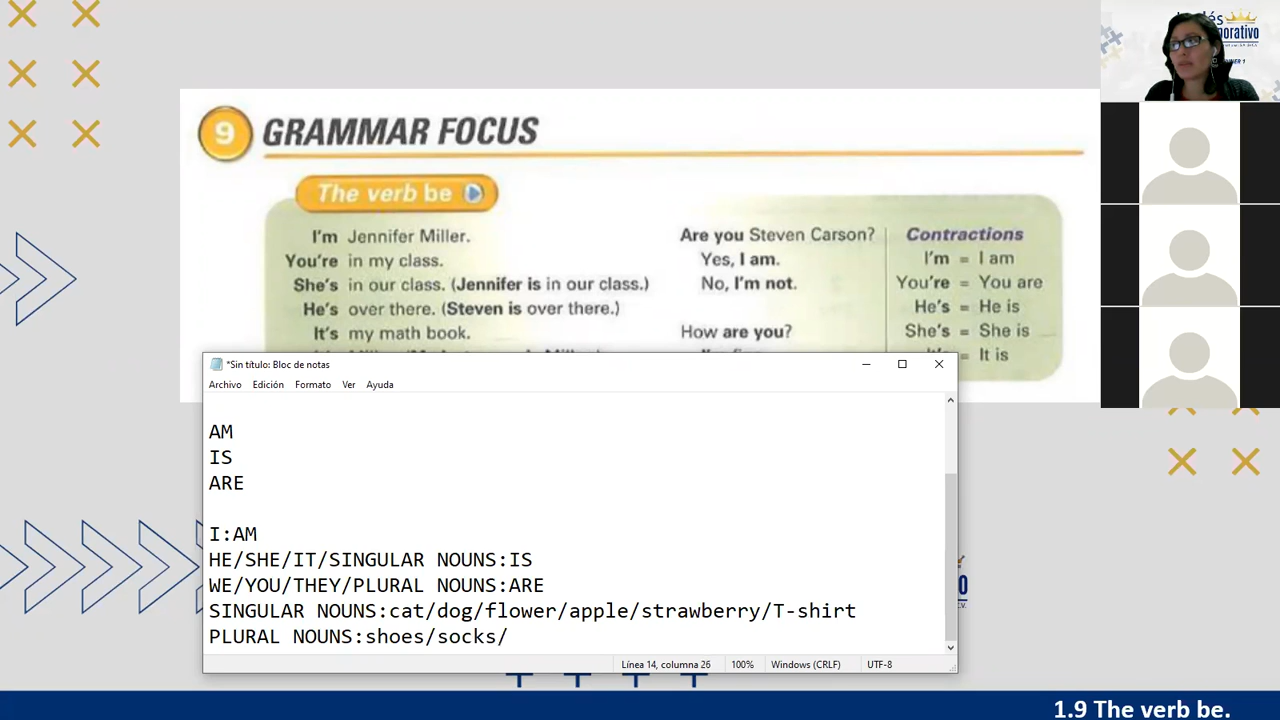 9 GRAMMAR FOCUS
The verb be
I'm Jennifer Miller.
You're in my class.
She's in our class. (Jennifer is in our class.)
He's over there. (Steven is over there.)
It's my math book.
Are you Steven Carson?
Yes, I am.
No, I'm not.
How are you?
Contractions
I'm = I am
You're = You are
He's = He is
She's = She is
It's = It is
*Sin título: Bloc de notas
Archivo Edición Formato Ver Ayuda
AM
IS
ARE
I:AM
HE/SHE/IT/SINGULAR NOUNS:IS
WE/YOU/THEY/PLURAL NOUNS:ARE
SINGULAR NOUNS:cat/dog/flower/apple/strawberry/T-shirt
PLURAL NOUNS:shoes/socks/
Línea 14, columna 26 100% Windows (CRLF) UTF-8
1.9 The verb be.